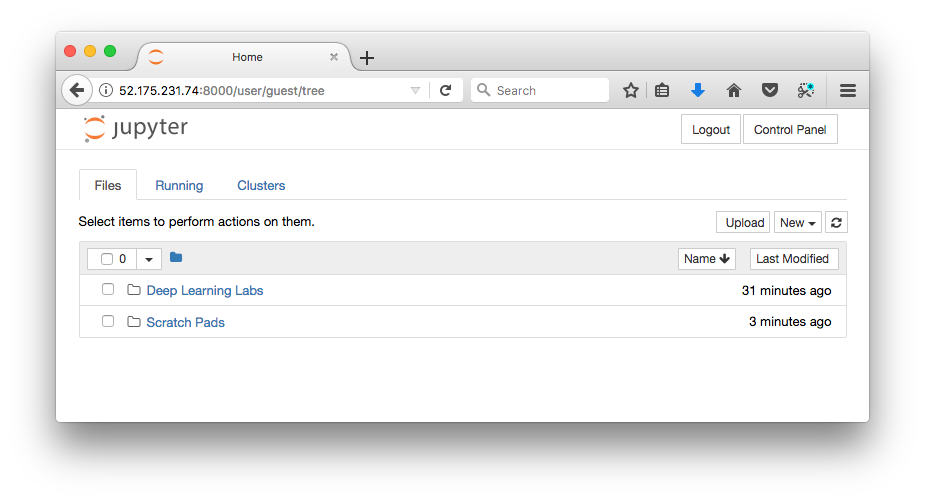 Home
52.175.231.74:8000/user/guest/tree
Search
jupyter
Logout
Control Panel
Files
Running
Clusters
Select items to perform actions on them.
Upload
New
0
Name
Last Modified
Deep Learning Labs
31 minutes ago
Scratch Pads
3 minutes ago